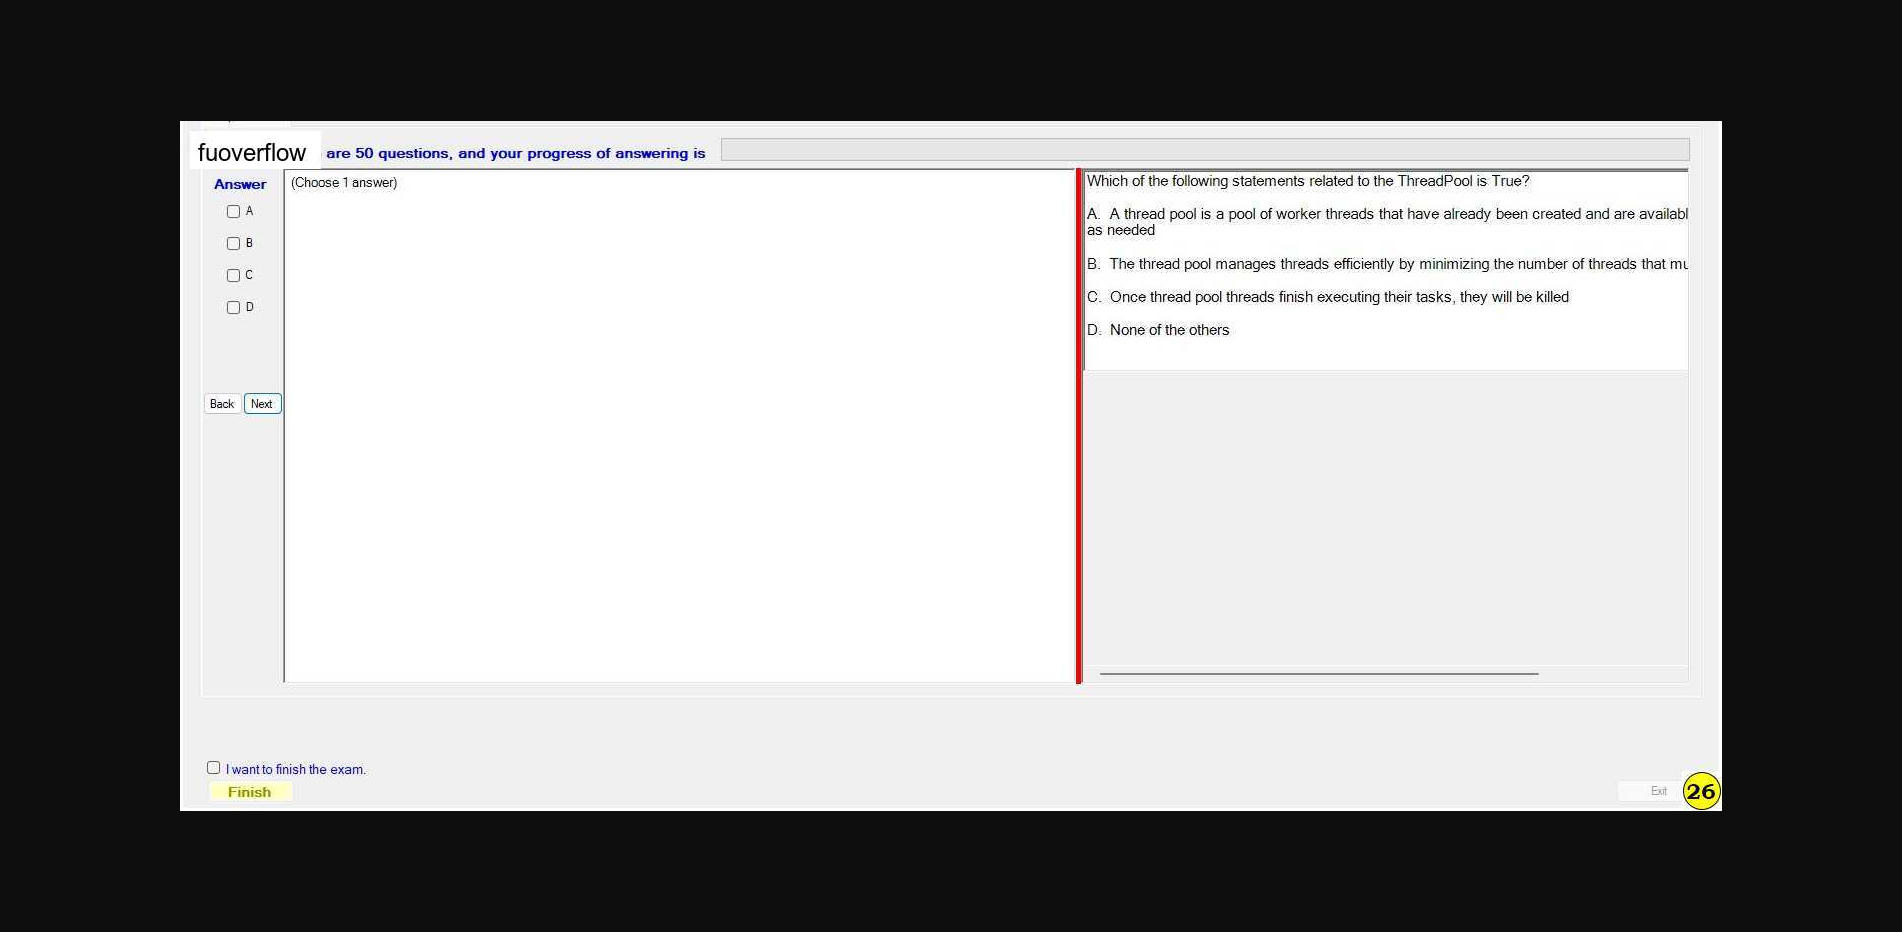 fuoverflow are 50 questions, and your progress of answering is
Answer
A
B
C
D
Back Next
(Choose 1 answer)
Which of the following statements related to the ThreadPool is True?
A. A thread pool is a pool of worker threads that have already been created and are availabl
as needed
B. The thread pool manages threads efficiently by minimizing the number of threads that mu
C. Once thread pool threads finish executing their tasks, they will be killed
D. None of the others
I want to finish the exam.
Finish
Exit
26